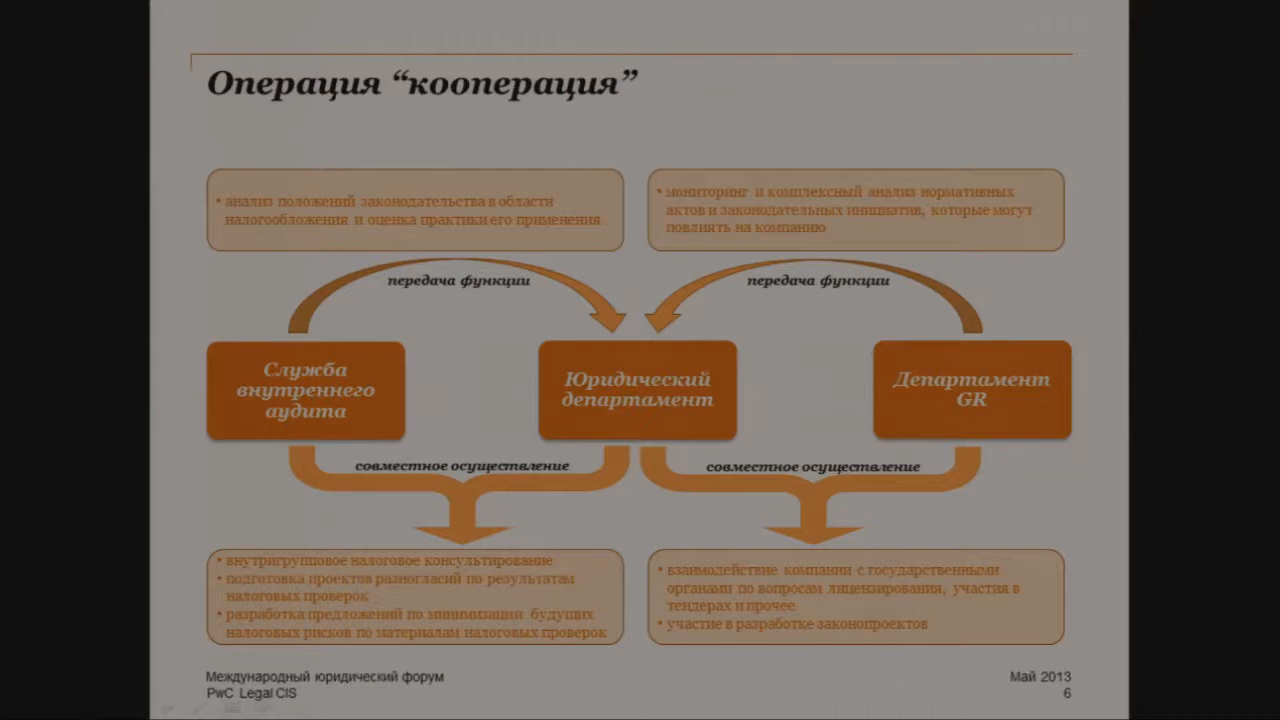 Операция “кооперация”
• анализ положений законодательства в области
налогообложения и оценка практики его применения
• мониторинг и комплексный анализ нормативных
актов и законодательных инициатив, которые могут
повлиять на компанию
передача функции
передача функции
Служба
внутреннего
аудита
Юридический
департамент
Департамент
GR
совместное осуществление
совместное осуществление
• внутригрупповое налоговое консультирование
• подготовка проектов разногласий по результатам
налоговых проверок
• разработка предложений по минимизации будущих
налоговых рисков по материалам налоговых проверок
• взаимодействие компании с государственными
органами по вопросам лицензирования, участия в
тендерах и прочее
• участие в разработке законопроектов
Международный юридический форум
PwC Legal CIS
Май 2013
6